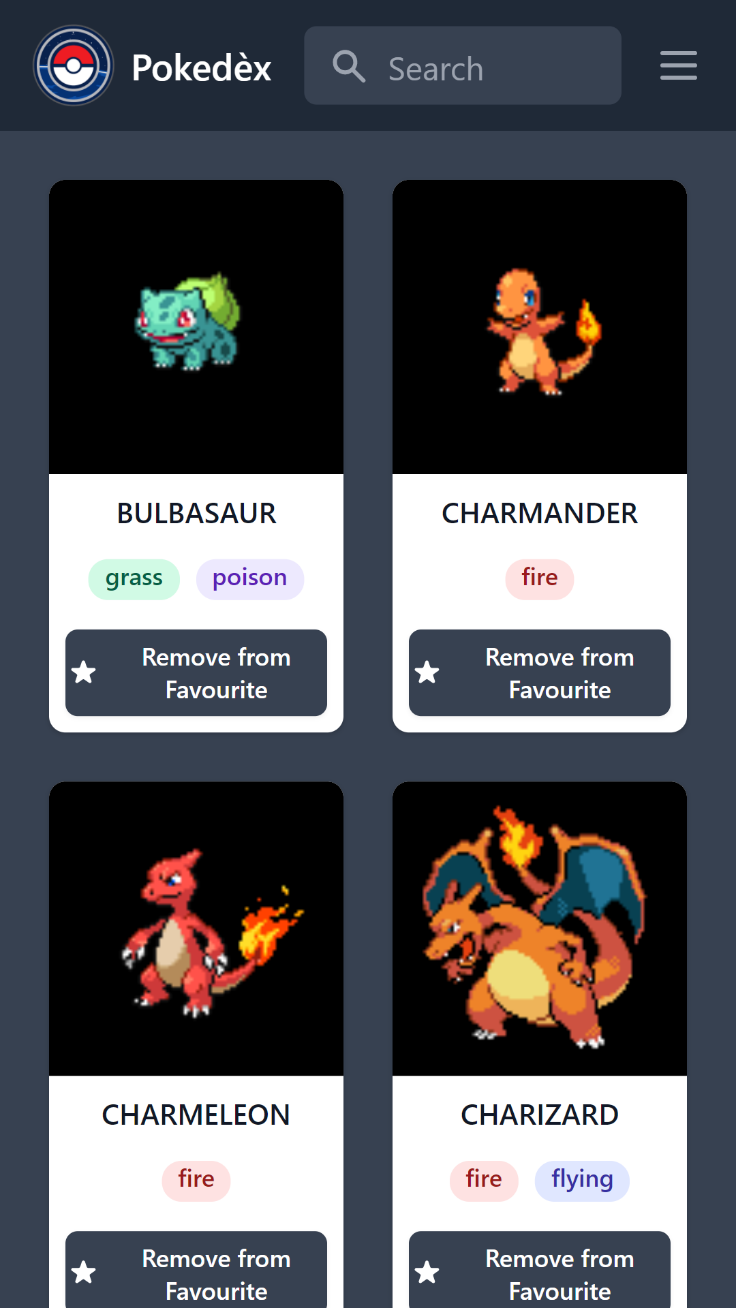 Pokedèx
Search
BULBASAUR
grass
poison
Remove from
Favourite
CHARMANDER
fire
Remove from
Favourite
CHARMELEON
fire
Remove from
Favourite
CHARIZARD
fire
flying
Remove from
Favourite